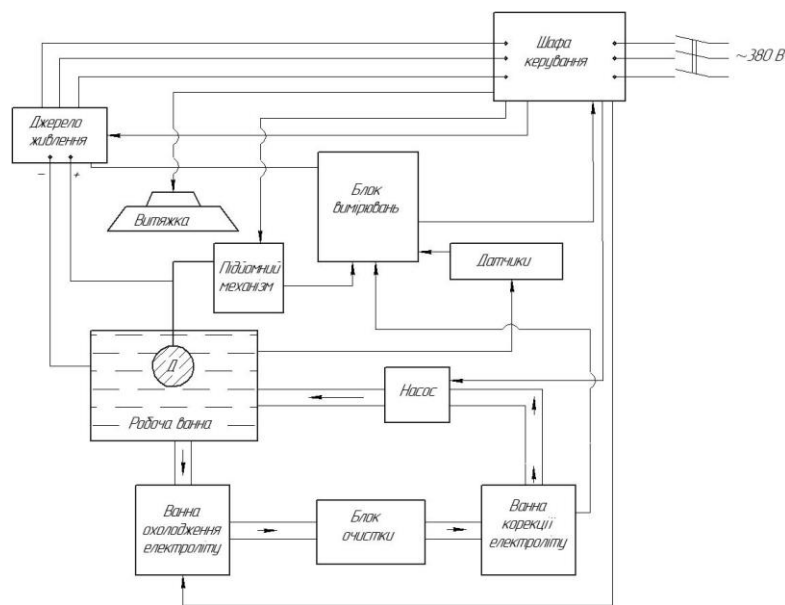 Шафа
керування
~380 В
Джерело
живлення
− +
Витяжка
Блок
вимірювань
Підйомний
механізм
Датчики
Д
Робоча ванна
Насос
Ванна
охолодження
електроліту
Блок
очистки
Ванна
корекції
електроліту